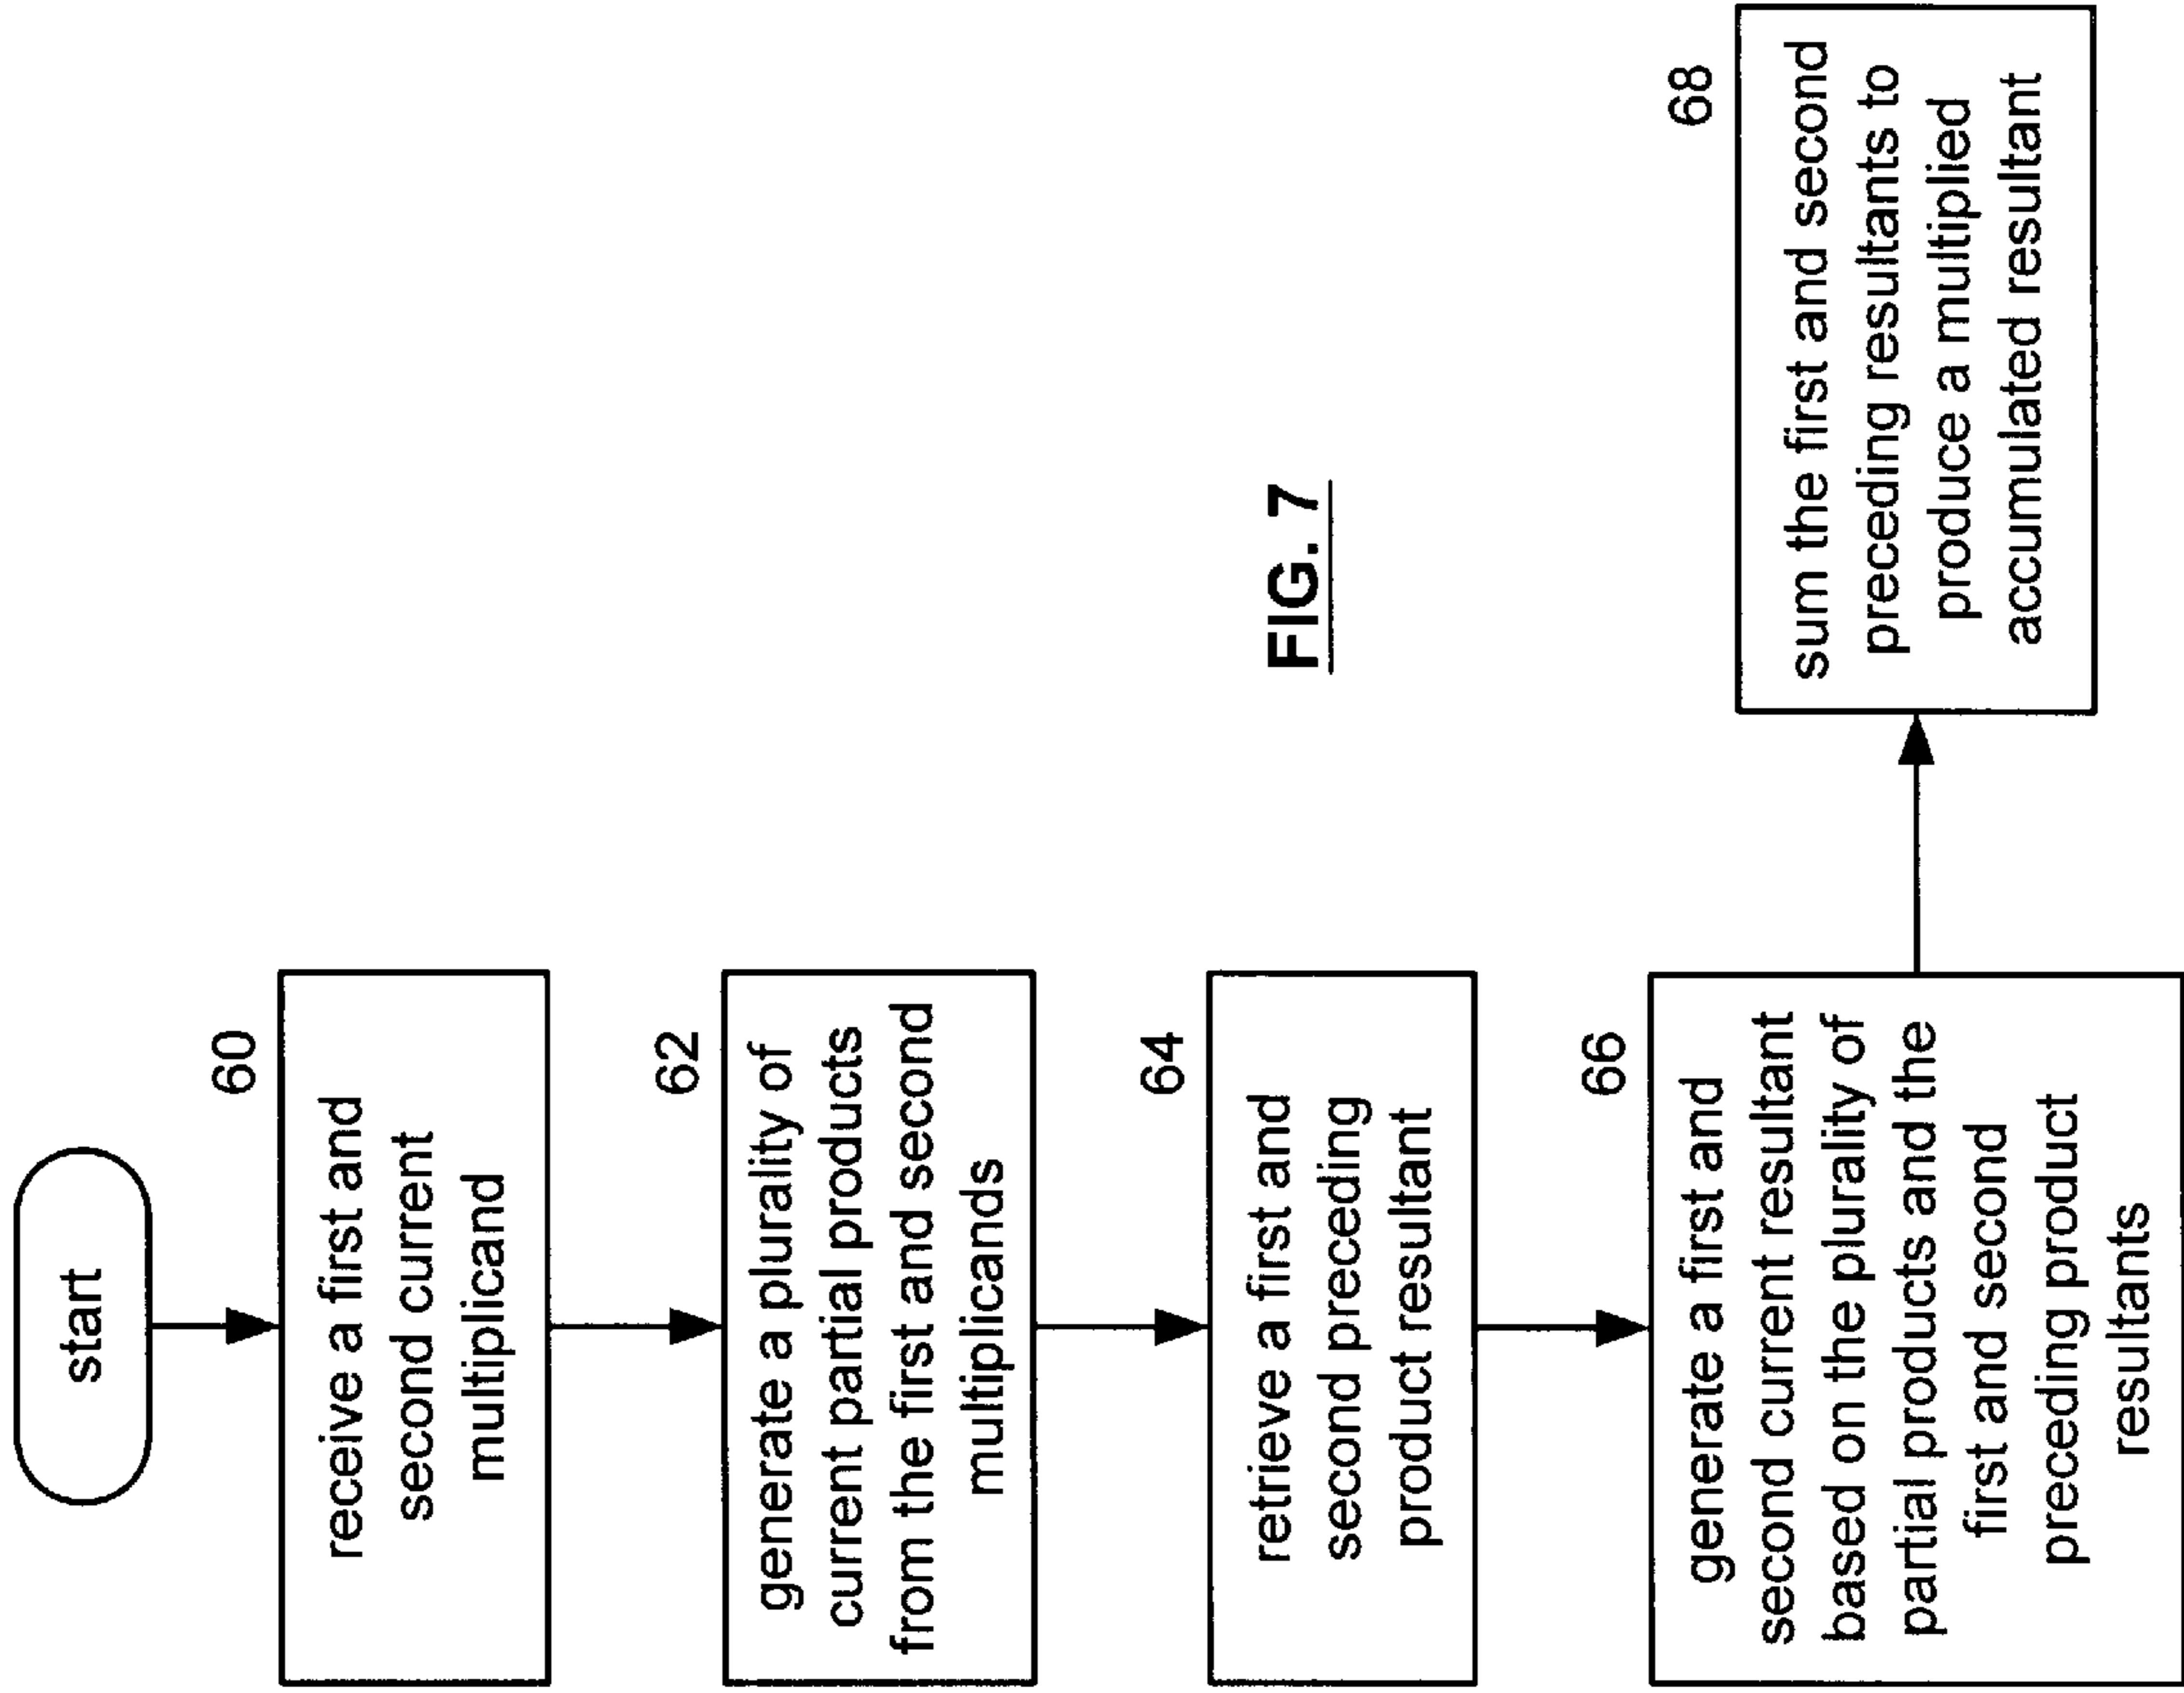 start
60
receive a first and
second current
multiplicand
62
generate a plurality of
current partial products
from the first and second
multiplicands
64
retrieve a first and
second preceding
product resultant
66
generate a first and
second current resultant
based on the plurality of
partial products and the
first and second
preceding product
resultants
68
sum the first and second
preceding resultants to
produce a multiplied
accumulated resultant
FIG. 7